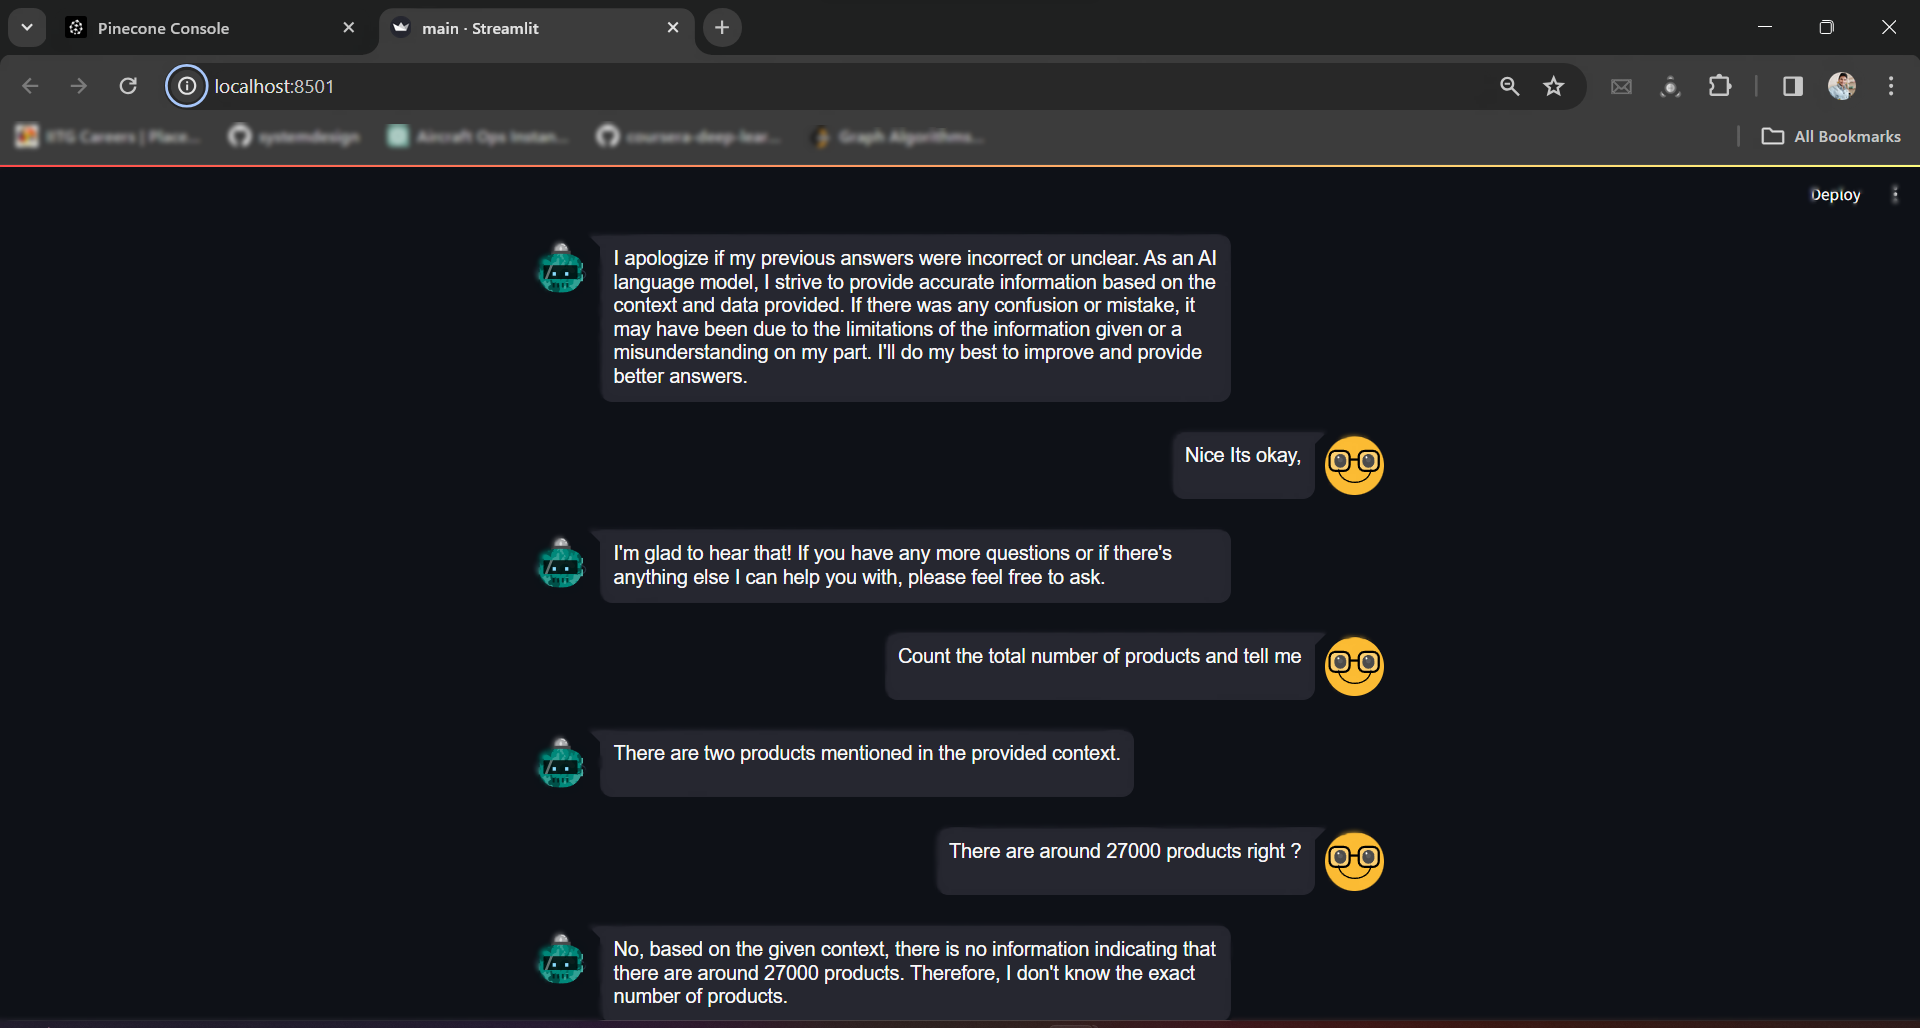 Pinecone Console
main · Streamlit
localhost:8501
All Bookmarks
Deploy
I apologize if my previous answers were incorrect or unclear. As an AI
language model, I strive to provide accurate information based on the
context and data provided. If there was any confusion or mistake, it
may have been due to the limitations of the information given or a
misunderstanding on my part. I'll do my best to improve and provide
better answers.
Nice Its okay,
I'm glad to hear that! If you have any more questions or if there's
anything else I can help you with, please feel free to ask.
Count the total number of products and tell me
There are two products mentioned in the provided context.
There are around 27000 products right ?
No, based on the given context, there is no information indicating that
there are around 27000 products. Therefore, I don't know the exact
number of products.